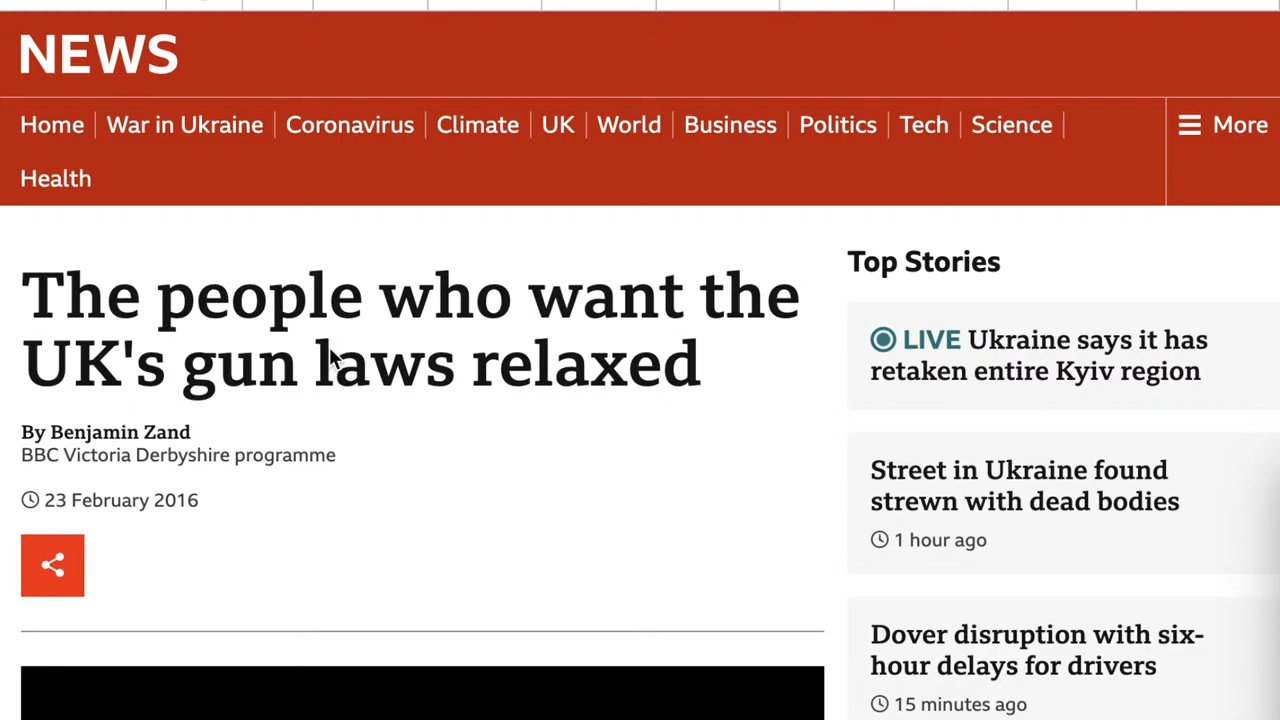 NEWS
Home
War in Ukraine
Coronavirus
Climate
UK
World
Business
Politics
Tech
Science
More
Health
The people who want the
UK's gun laws relaxed
By Benjamin Zand
BBC Victoria Derbyshire programme
23 February 2016
Top Stories
LIVE Ukraine says it has
retaken entire Kyiv region
Street in Ukraine found
strewn with dead bodies
1 hour ago
Dover disruption with six-
hour delays for drivers
15 minutes ago